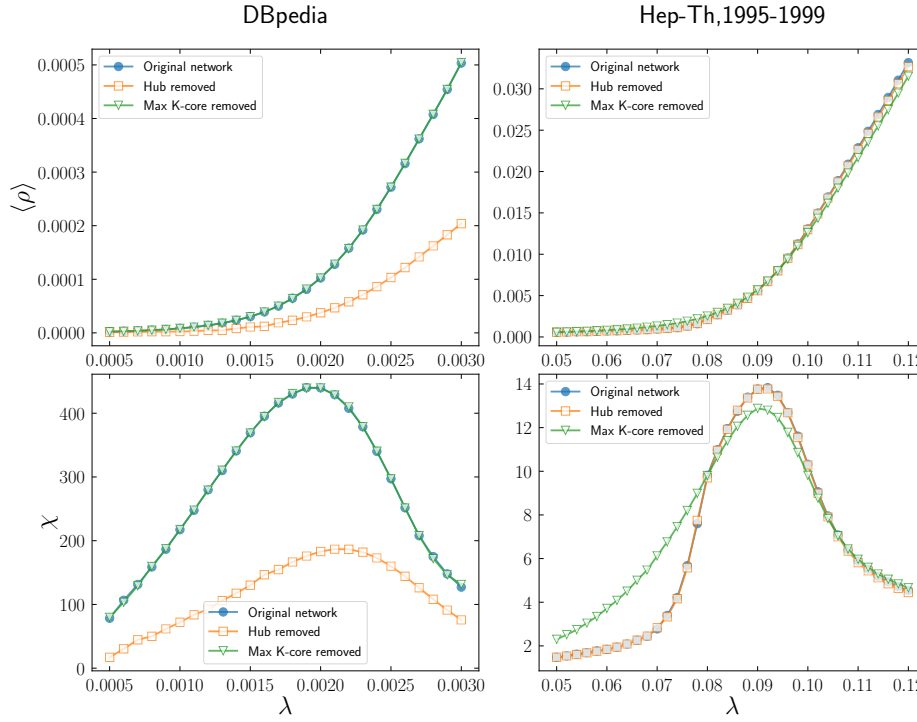 DBpedia
Hep-Th,1995-1999
Original network
Hub removed
Max K-core removed
⟨ρ⟩
0.0005
0.0004
0.0003
0.0002
0.0001
0.0000
0.0005 0.0010 0.0015 0.0020 0.0025 0.0030
Original network
Hub removed
Max K-core removed
0.030
0.025
0.020
0.015
0.010
0.005
0.000
0.05 0.06 0.07 0.08 0.09 0.10 0.11 0.12
χ
400
300
200
100
0
Original network
Hub removed
Max K-core removed
0.0005 0.0010 0.0015 0.0020 0.0025 0.0030
λ
Original network
Hub removed
Max K-core removed
14
12
10
8
6
4
2
0.05 0.06 0.07 0.08 0.09 0.10 0.11 0.12
λ